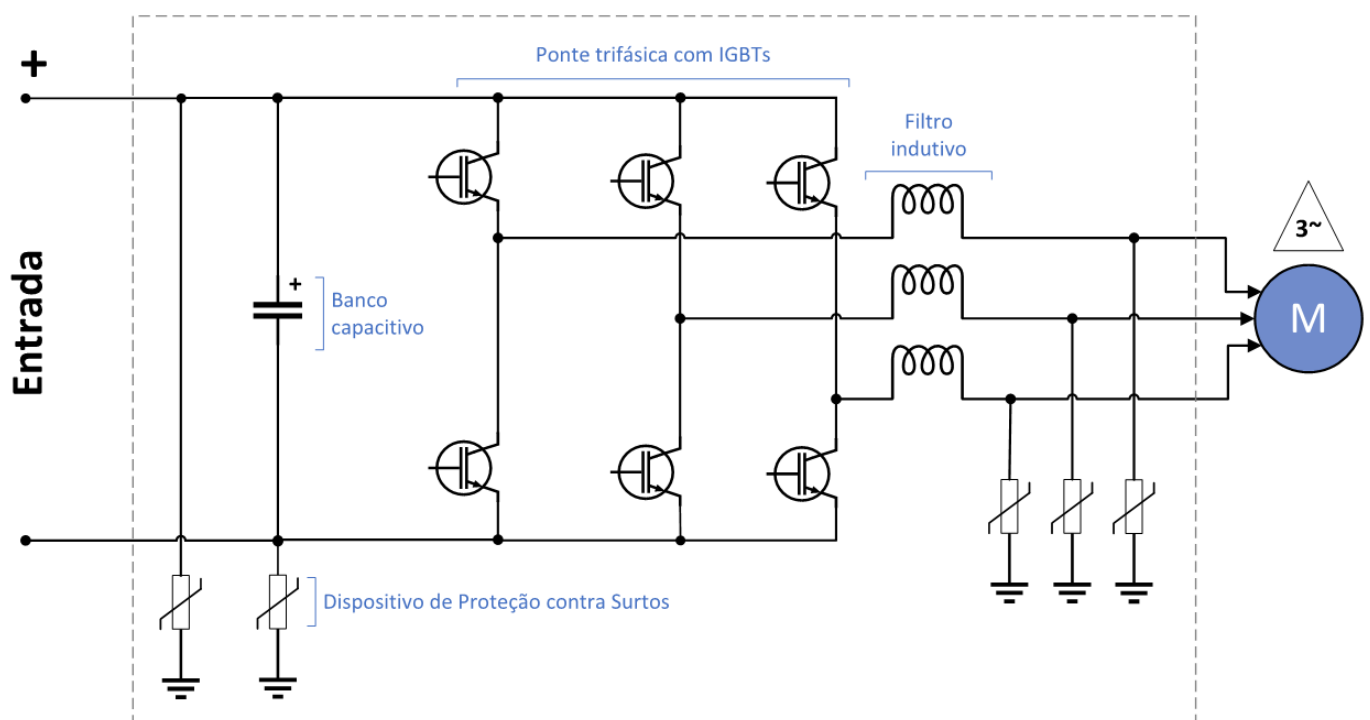 Ponte trifásica com IGBTs
+
Filtro
indutivo
3~
Entrada
+
Banco
capacitivo
M
Dispositivo de Proteção contra Surtos